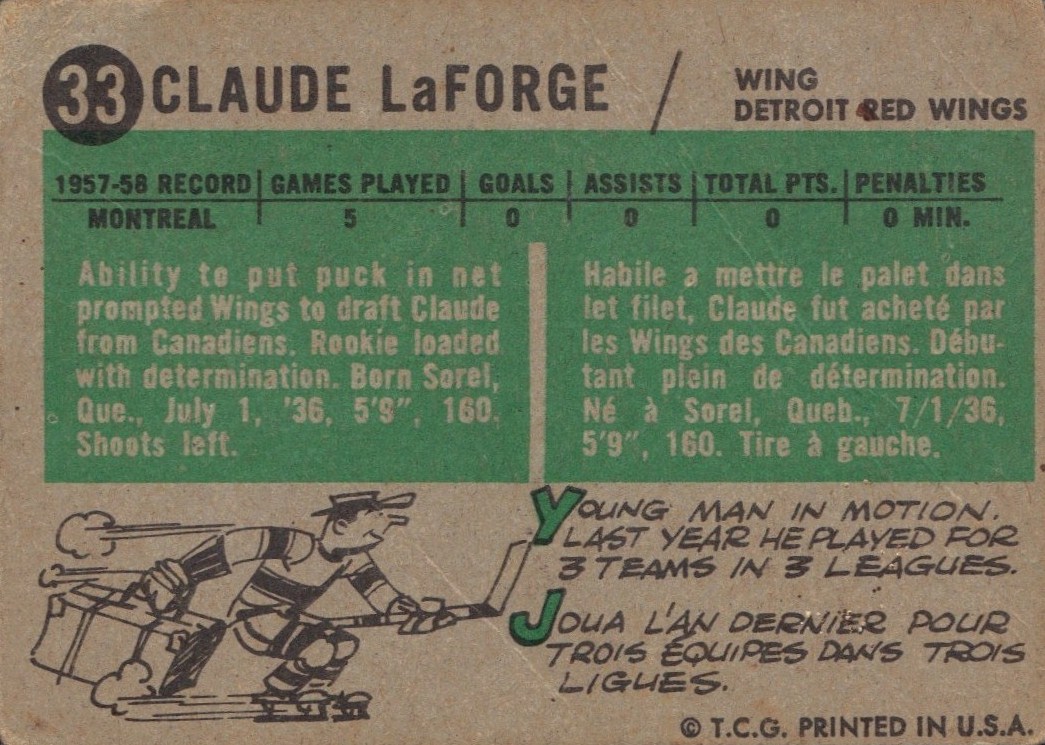 33 CLAUDE LaFORGE / WING
DETROIT RED WINGS
1957-58 RECORD GAMES PLAYED GOALS ASSISTS TOTAL PTS. PENALTIES
MONTREAL 5 0 0 0 0 MIN.
Ability to put puck in net
prompted Wings to draft Claude
from Canadiens. Rookie loaded
with determination. Born Sorel,
Que., July 1, '36, 5'9", 160.
Shoots left.
Habile a mettre le palet dans
let filet, Claude fut acheté par
les Wings des Canadiens. Débu-
tant plein de détermination.
Né à Sorel, Queb., 7/1/36,
5'9", 160. Tire à gauche.
YOUNG MAN IN MOTION.
LAST YEAR HE PLAYED FOR
3 TEAMS IN 3 LEAGUES.
JOUA L'AN DERNIER POUR
TROIS ÉQUIPES DANS TROIS
LIGUES.
© T.C.G. PRINTED IN U.S.A.